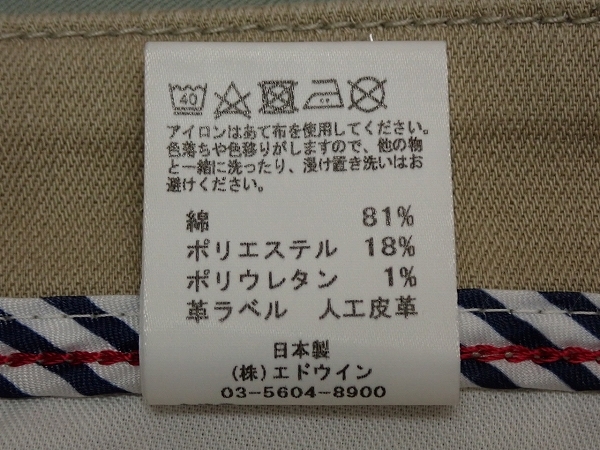 40
アイロンはあて布を使用してください。
色落ちや色移りがしますので、他の物
と一緒に洗ったり、浸け置き洗いはお
避けください。
綿 81%
ポリエステル 18%
ポリウレタン 1%
革ラベル 人工皮革
日本製
(株)エドウイン
03-5604-8900